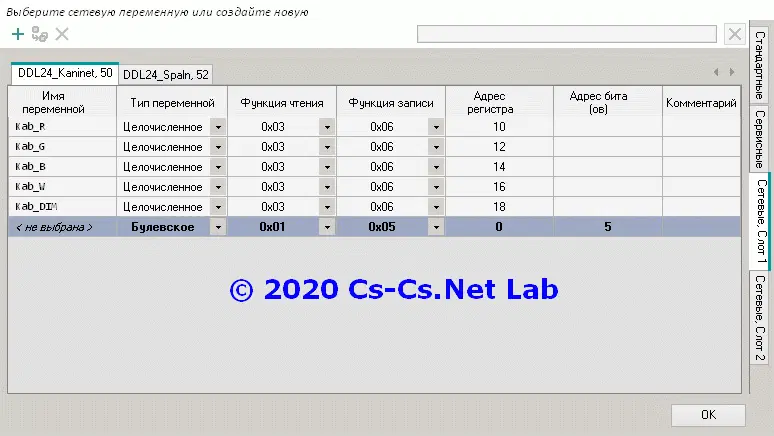 Выберите сетевую переменную или создайте новую
DDL24_Kaninet, 50 DDL24_Spaln, 52
Имя переменной Тип переменной Функция чтения Функция записи Адрес регистра Адрес бита (ов) Комментарий
Kab_R Целочисленное 0x03 0x06 10
Kab_G Целочисленное 0x03 0x06 12
Kab_B Целочисленное 0x03 0x06 14
Kab_W Целочисленное 0x03 0x06 16
Kab_DIM Целочисленное 0x03 0x06 18
< не выбрана > Булевское 0x01 0x05 0 5
© 2020 Cs-Cs.Net Lab
Стандартные
Сервисные
Сетевые, Слот 1
Сетевые, Слот 2
OK